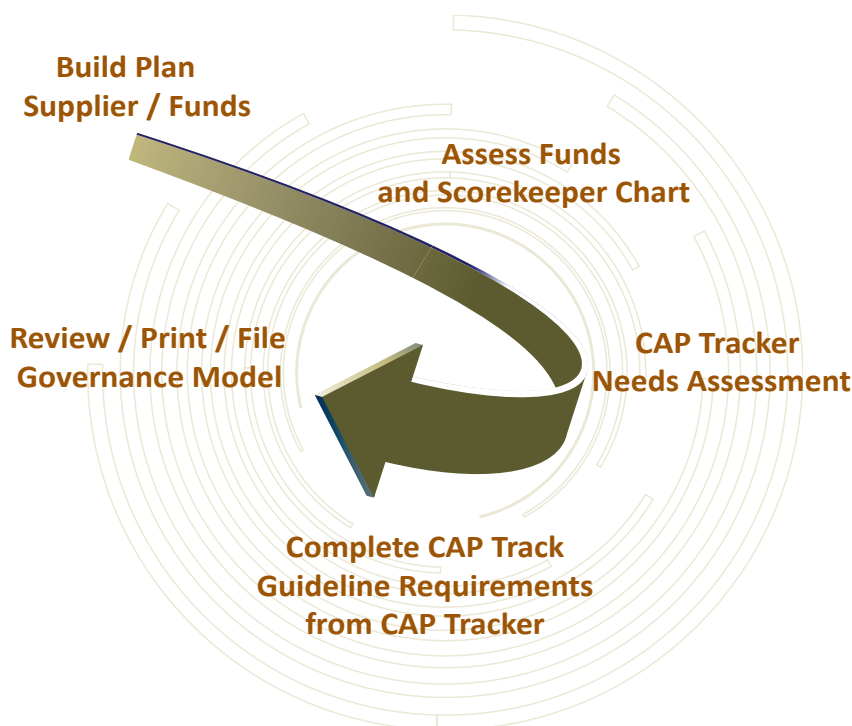 Build Plan
Supplier / Funds
Assess Funds
and Scorekeeper Chart
CAP Tracker
Needs Assessment
Complete CAP Track
Guideline Requirements
from CAP Tracker
Review / Print / File
Governance Model